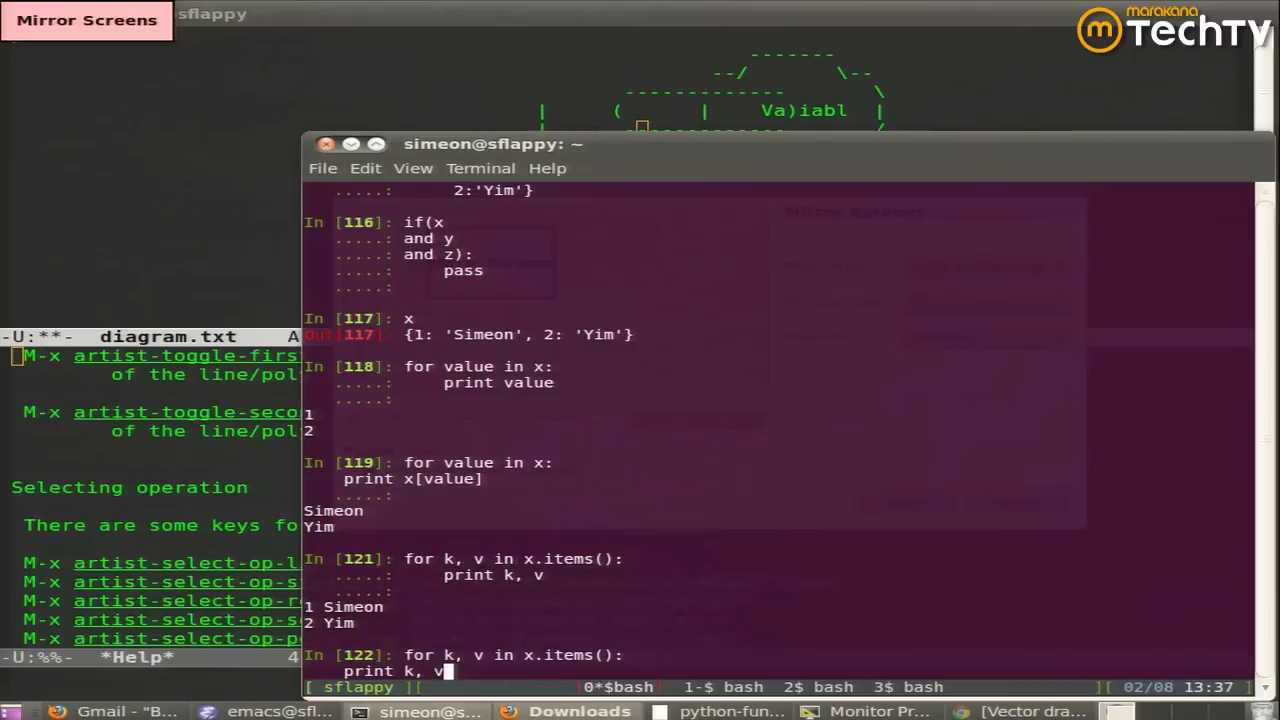 Mirror Screens
sflappy
marakana
TechTV
-------
--/ \--
------------- \
| ( | Va)iabl |
simeon@sflappy: ~
File Edit View Terminal Help
.....: 2:'Yim'}
In [116]: if(x
.....: and y
.....: and z):
.....: pass
.....:
In [117]: x
Out[117]: {1: 'Simeon', 2: 'Yim'}
In [118]: for value in x:
.....: print value
.....:
1
2
In [119]: for value in x:
print x[value]
.....:
Simeon
Yim
In [121]: for k, v in x.items():
.....: print k, v
.....:
1 Simeon
2 Yim
In [122]: for k, v in x.items():
print k, v
[ sflappy ][ 0*$bash 1-$ bash 2$ bash 3$ bash ][ 02/08 13:37
-U:** diagram.txt A
M-x artist-toggle-firs
of the line/pol
M-x artist-toggle-seco
of the line/pol
Selecting operation
There are some keys fo
M-x artist-select-op-l
M-x artist-select-op-s
M-x artist-select-op-r
M-x artist-select-op-s
M-x artist-select-op-p
-U:%%- *Help* 4
Gmail - "B... emacs@sfl... simeon@s... Downloads python-fun... Monitor Pr... [Vector dra...